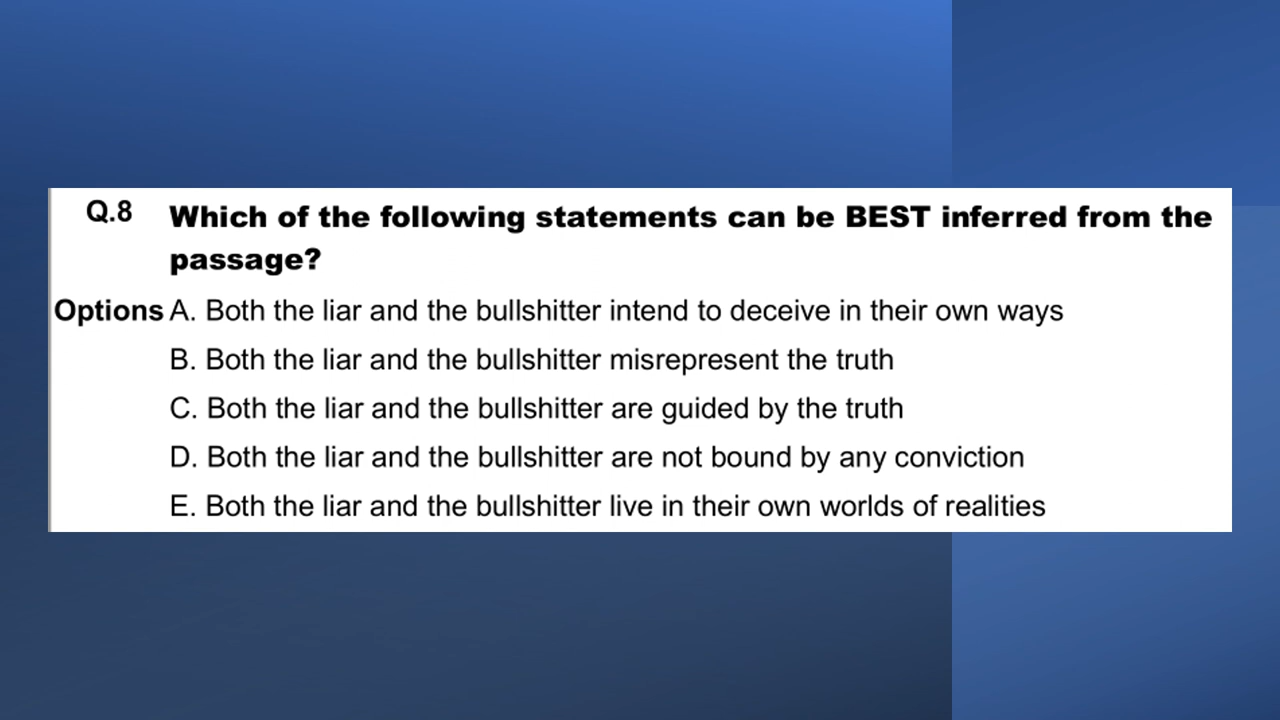 Q.8 Which of the following statements can be BEST inferred from the
passage?
Options A. Both the liar and the bullshitter intend to deceive in their own ways
B. Both the liar and the bullshitter misrepresent the truth
C. Both the liar and the bullshitter are guided by the truth
D. Both the liar and the bullshitter are not bound by any conviction
E. Both the liar and the bullshitter live in their own worlds of realities